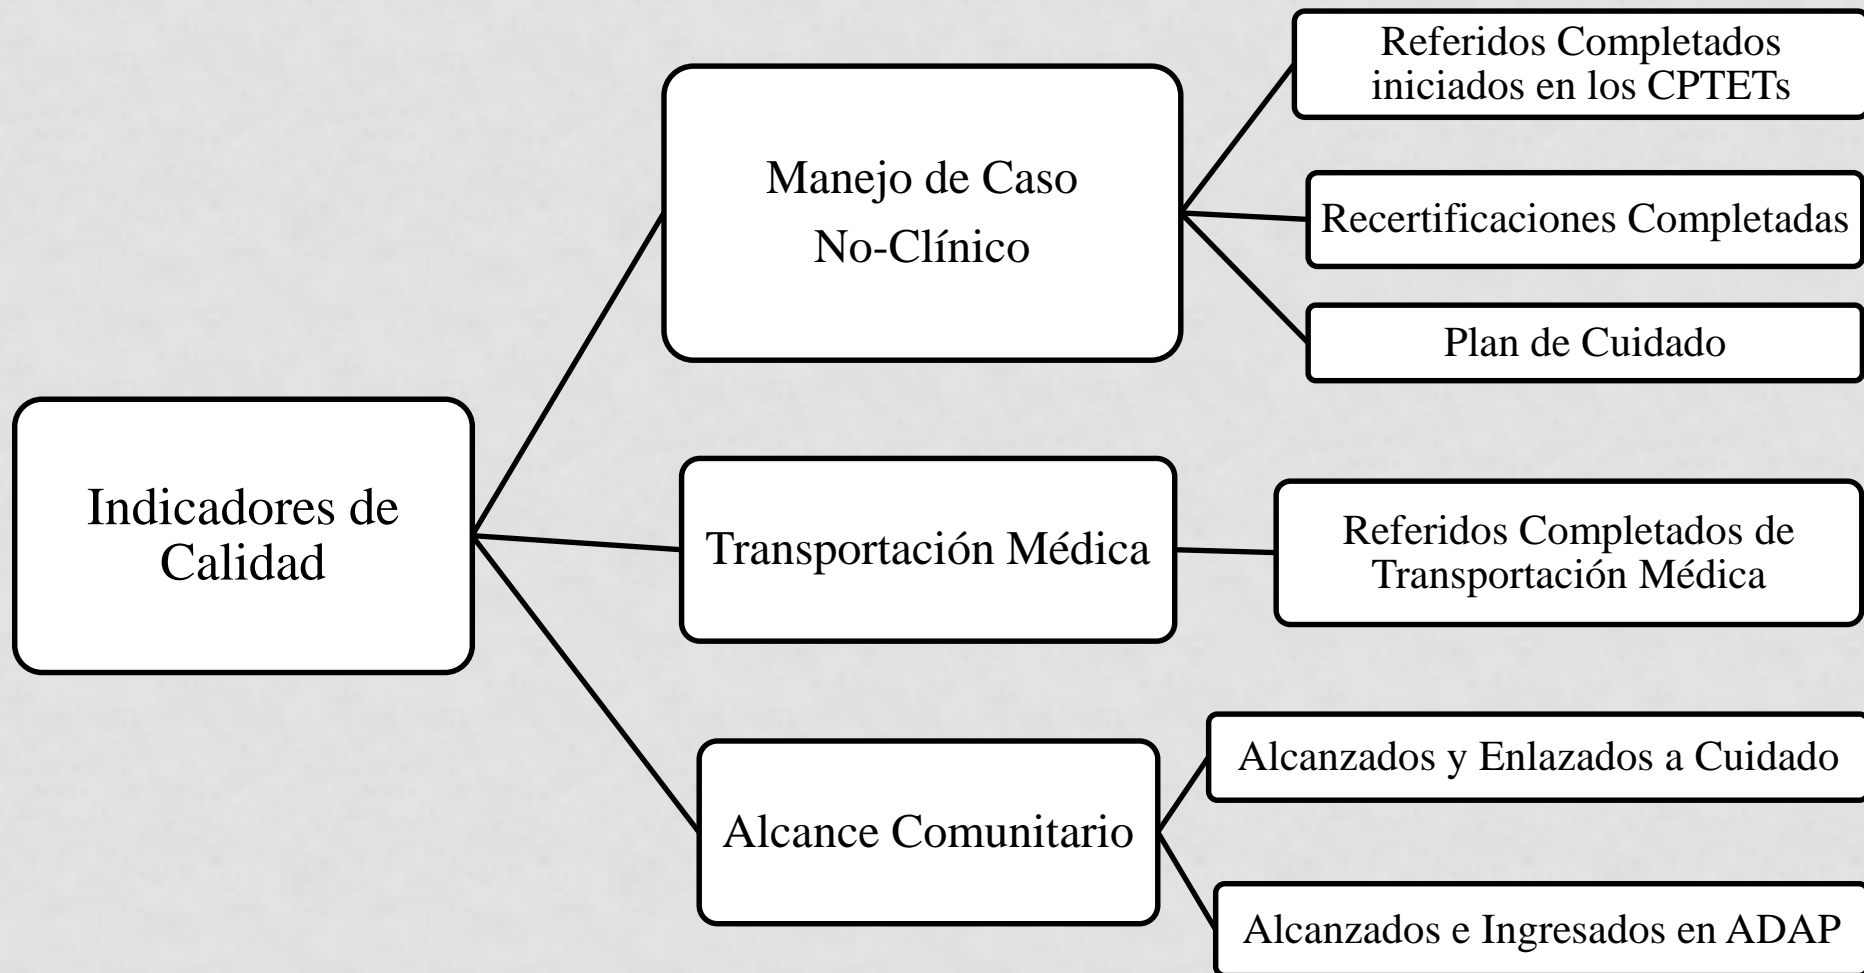 Indicadores de
Calidad
Manejo de Caso
No-Clínico
Referidos Completados
iniciados en los CPTETs
Recertificaciones Completadas
Plan de Cuidado
Transportación Médica
Referidos Completados de
Transportación Médica
Alcance Comunitario
Alcanzados y Enlazados a Cuidado
Alcanzados e Ingresados en ADAP